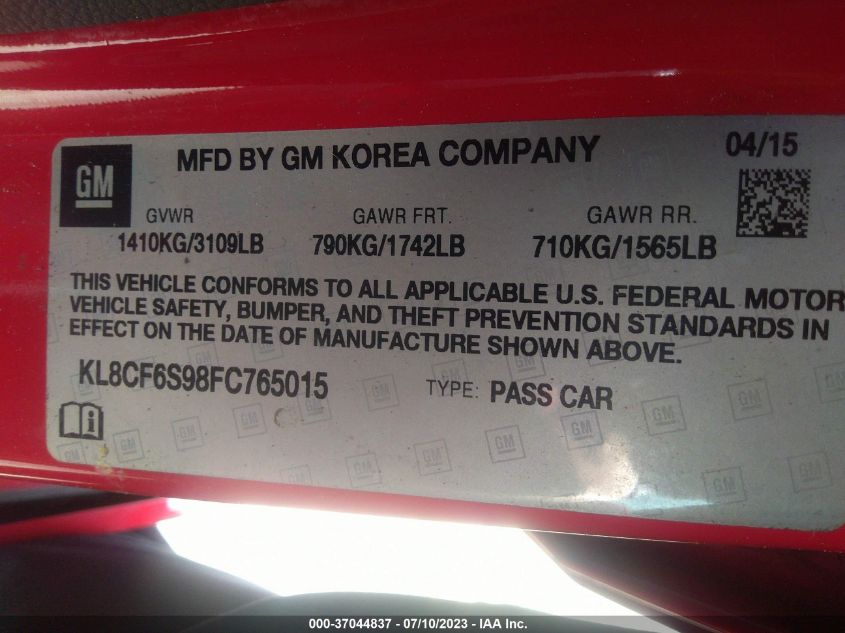 GM
MFD BY GM KOREA COMPANY
04/15
GVWR GAWR FRT. GAWR RR.
1410KG/3109LB 790KG/1742LB 710KG/1565LB
THIS VEHICLE CONFORMS TO ALL APPLICABLE U.S. FEDERAL MOTOR
VEHICLE SAFETY, BUMPER, AND THEFT PREVENTION STANDARDS IN
EFFECT ON THE DATE OF MANUFACTURE SHOWN ABOVE.
KL8CF6S98FC765015 TYPE: PASS CAR
000-37044837 - 07/10/2023 - IAA Inc.